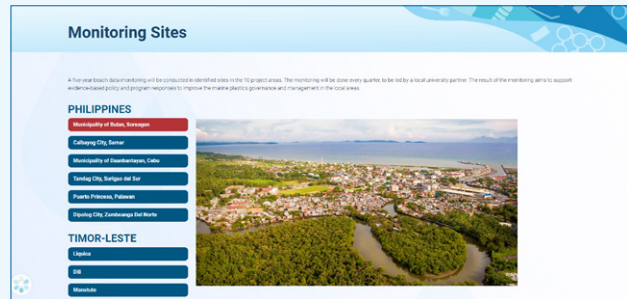 Monitoring Sites
A five-year beach data monitoring will be conducted in identified sites in the 10 project areas. The monitoring will be done every quarter, to be led by a local university partner. The result of the monitoring aims to support
evidence-based policy and program responses to improve the marine plastics governance and management in the local areas.
PHILIPPINES
Municipality of Bulan, Sorsogon
Calbayog City, Samar
Municipality of Daanbantayan, Cebu
Tandag City, Surigao del Sur
Puerto Princesa, Palawan
Dipolog City, Zamboanga Del Norte
TIMOR-LESTE
Liquica
Dili
Manatuto